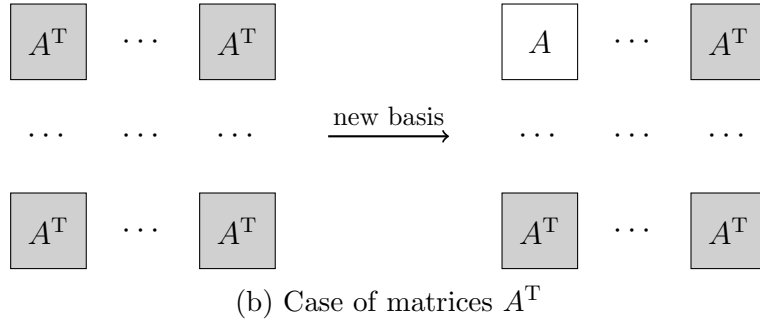 Aᵀ ··· Aᵀ A ··· Aᵀ
··· ··· ··· new basis ··· ··· ···
Aᵀ ··· Aᵀ Aᵀ ··· Aᵀ
(b) Case of matrices Aᵀ